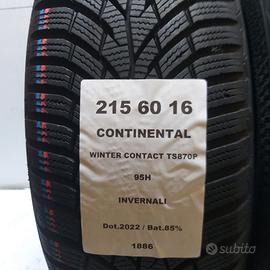 215 60 16
CONTINENTAL
WINTER CONTACT TS870P
95H
INVERNALI
Dot.2022 / Bat.85%
1886
subito